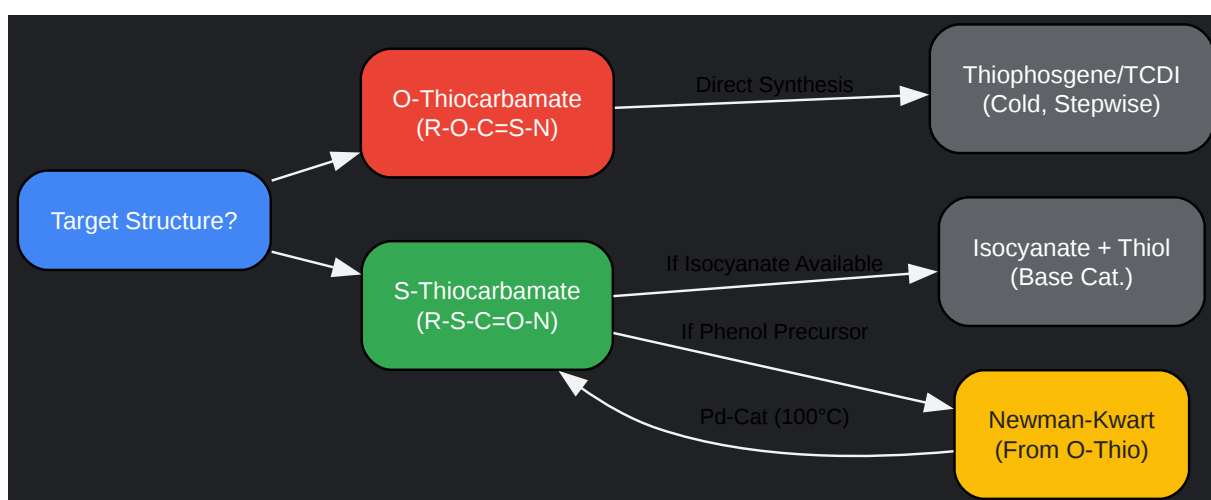 Target Structure?
O-Thiocarbamate
(R-O-C=S-N)
Direct Synthesis
Thiophosgene/TCDI
(Cold, Stepwise)
S-Thiocarbamate
(R-S-C=O-N)
If Isocyanate Available
Isocyanate + Thiol
(Base Cat.)
If Phenol Precursor
Newman-Kwart
(From O-Thio)
Pd-Cat (100°C)